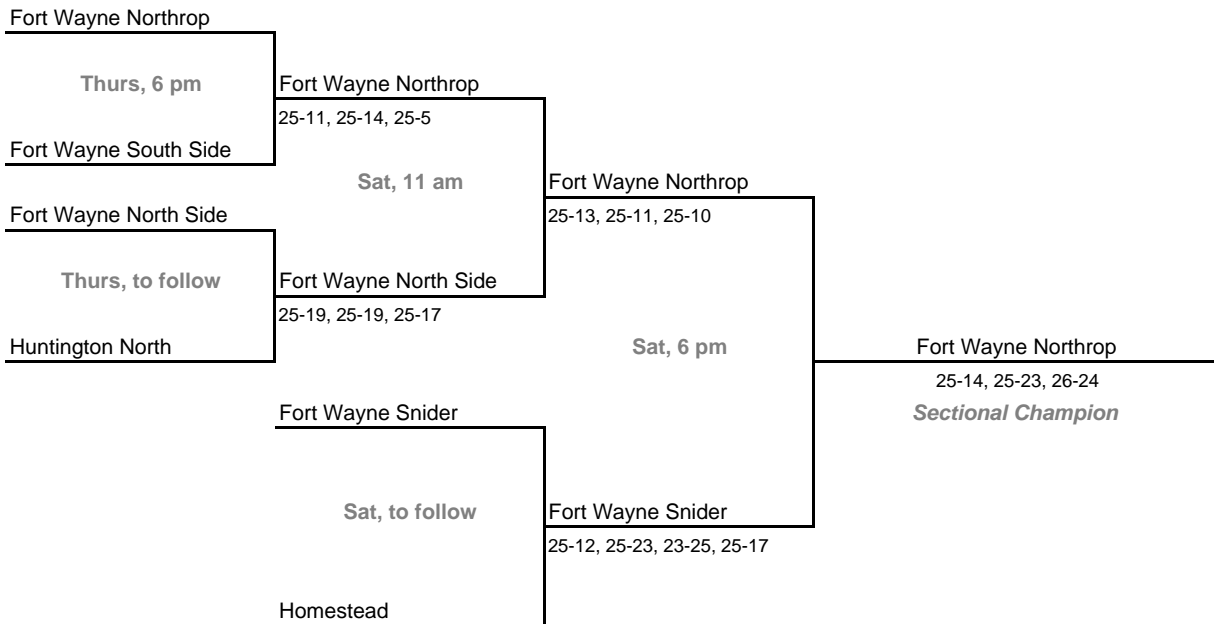 Fort Wayne Northrop
Thurs, 6 pm
Fort Wayne Northrop
25-11, 25-14, 25-5
Fort Wayne South Side
Sat, 11 am
Fort Wayne Northrop
Fort Wayne North Side
25-13, 25-11, 25-10
Thurs, to follow
Fort Wayne North Side
25-19, 25-19, 25-17
Huntington North
Sat, 6 pm
Fort Wayne Northrop
25-14, 25-23, 26-24
Fort Wayne Snider
Sectional Champion
Sat, to follow
Fort Wayne Snider
25-12, 25-23, 23-25, 25-17
Homestead